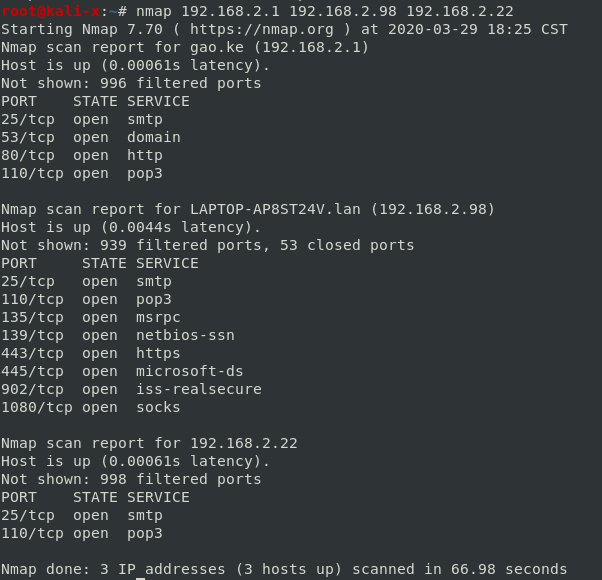 root@kali-x:~# nmap 192.168.2.1 192.168.2.98 192.168.2.22
Starting Nmap 7.70 ( https://nmap.org ) at 2020-03-29 18:25 CST
Nmap scan report for gao.ke (192.168.2.1)
Host is up (0.00061s latency).
Not shown: 996 filtered ports
PORT    STATE SERVICE
25/tcp  open  smtp
53/tcp  open  domain
80/tcp  open  http
110/tcp open  pop3

Nmap scan report for LAPTOP-AP8ST24V.lan (192.168.2.98)
Host is up (0.0044s latency).
Not shown: 939 filtered ports, 53 closed ports
PORT     STATE SERVICE
25/tcp   open  smtp
110/tcp  open  pop3
135/tcp  open  msrpc
139/tcp  open  netbios-ssn
443/tcp  open  https
445/tcp  open  microsoft-ds
902/tcp  open  iss-realsecure
1080/tcp open  socks

Nmap scan report for 192.168.2.22
Host is up (0.00061s latency).
Not shown: 998 filtered ports
PORT    STATE SERVICE
25/tcp  open  smtp
110/tcp open  pop3

Nmap done: 3 IP addresses (3 hosts up) scanned in 66.98 seconds